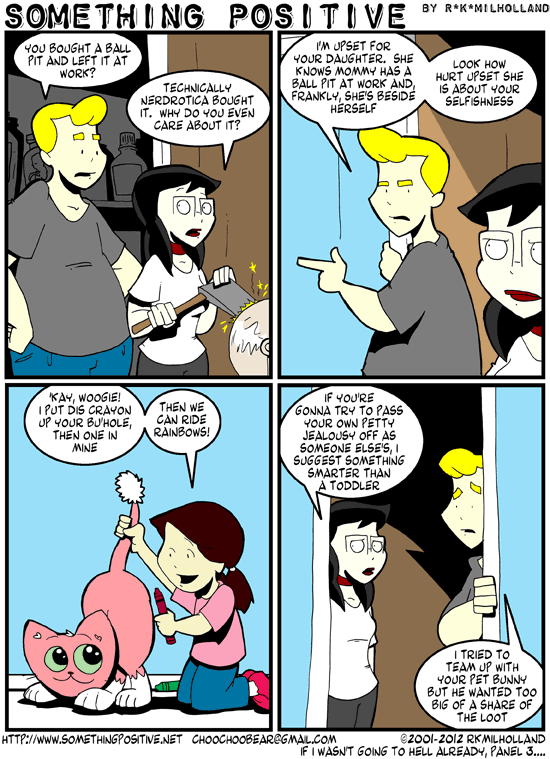 SOMETHING POSITIVE BY R*K*MILHOLLAND
YOU BOUGHT A BALL
PIT AND LEFT IT AT
WORK?
TECHNICALLY
NERDROTICA BOUGHT
IT. WHY DO YOU EVEN
CARE ABOUT IT?
I'M UPSET FOR
YOUR DAUGHTER. SHE
KNOWS MOMMY HAS A
BALL PIT AT WORK AND,
FRANKLY, SHE'S BESIDE
HERSELF
LOOK HOW
HURT UPSET SHE
IS ABOUT YOUR
SELFISHNESS
'KAY, WOOGIE!
I PUT DIS CRAYON
UP YOUR BU'HOLE,
THEN ONE IN
MINE
THEN WE
CAN RIDE
RAINBOWS!
IF YOU'RE
GONNA TRY TO PASS
YOUR OWN PETTY
JEALOUSY OFF AS
SOMEONE ELSE'S, I
SUGGEST SOMETHING
SMARTER THAN
A TODDLER
I TRIED TO
TEAM UP WITH
YOUR PET BUNNY
BUT HE WANTED TOO
BIG OF A SHARE OF
THE LOOT
HTTP://WWW.SOMETHINGPOSITIVE.NET CHOOCHOOBEAR@GMAIL.COM ©2001-2012 RKMILHOLLAND
IF I WASN'T GOING TO HELL ALREADY, PANEL 3....